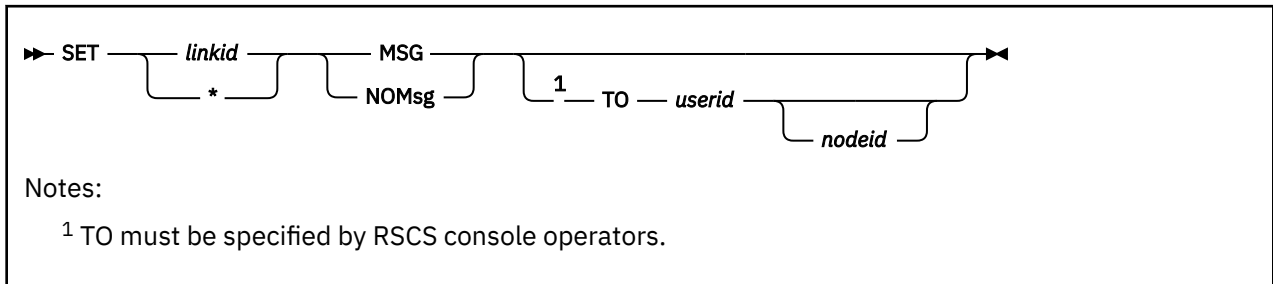 SET linkid MSG
* NOMsg 1 TO userid
nodeid
Notes:
1 TO must be specified by RSCS console operators.